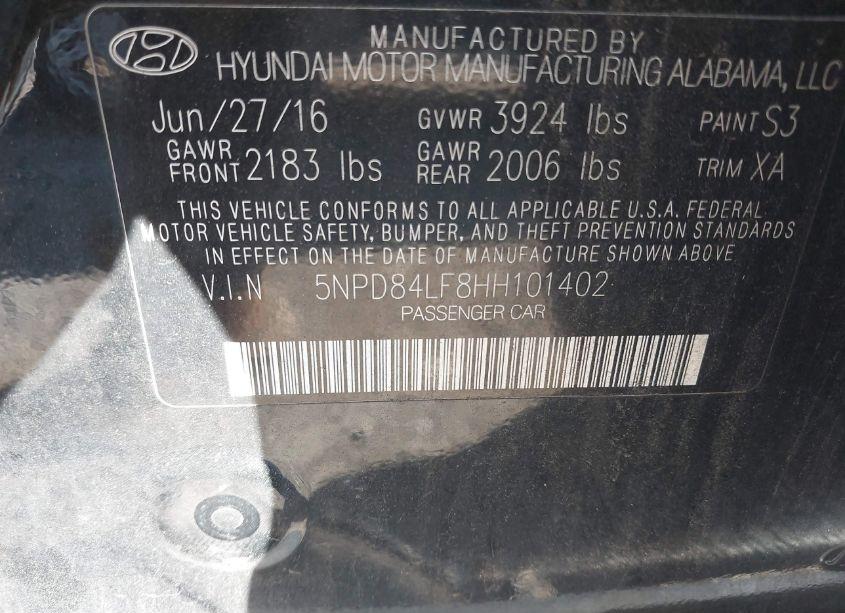 MANUFACTURED BY
HYUNDAI MOTOR MANUFACTURING ALABAMA, LLC
Jun/27/16 GVWR 3924 lbs PAINT S3
GAWR FRONT 2183 lbs GAWR REAR 2006 lbs TRIM XA
THIS VEHICLE CONFORMS TO ALL APPLICABLE U.S.A. FEDERAL
MOTOR VEHICLE SAFETY, BUMPER, AND THEFT PREVENTION STANDARDS
IN EFFECT ON THE DATE OF MANUFACTURE SHOWN ABOVE
V.I.N 5NPD84LF8HH101402
PASSENGER CAR